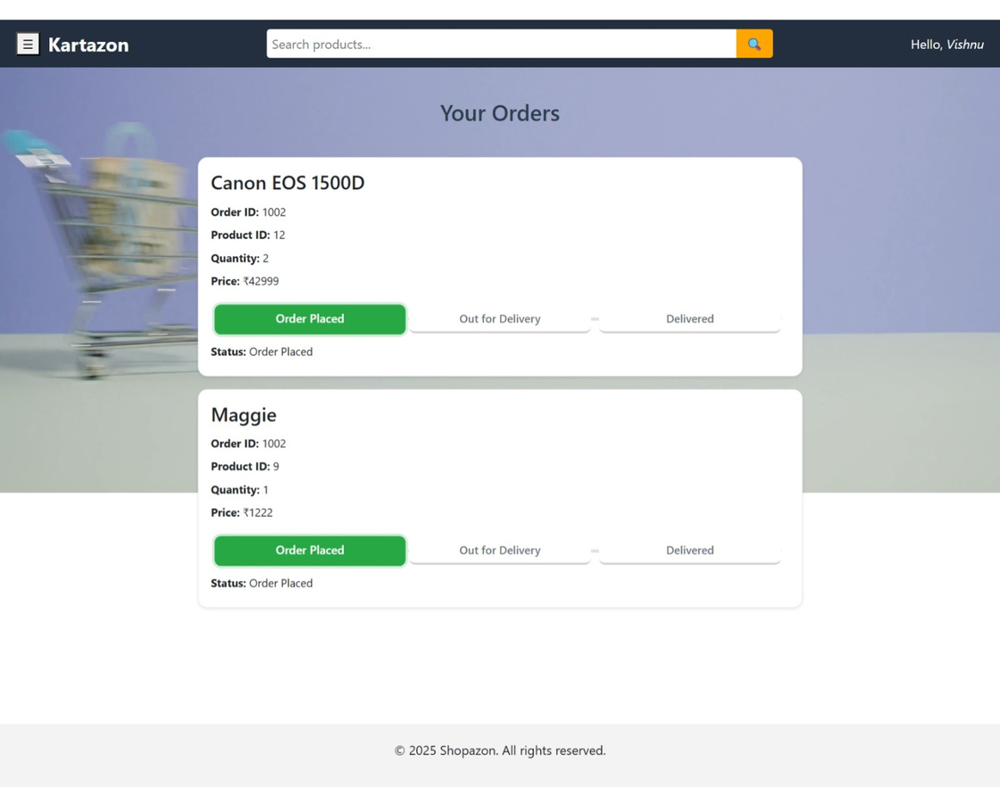 ☰ Kartazon Search products... 🔍 Hello, Vishnu
Your Orders
Canon EOS 1500D
Order ID: 1002
Product ID: 12
Quantity: 2
Price: ₹42999
Order Placed Out for Delivery Delivered
Status: Order Placed
Maggie
Order ID: 1002
Product ID: 9
Quantity: 1
Price: ₹1222
Order Placed Out for Delivery Delivered
Status: Order Placed
© 2025 Shopazon. All rights reserved.